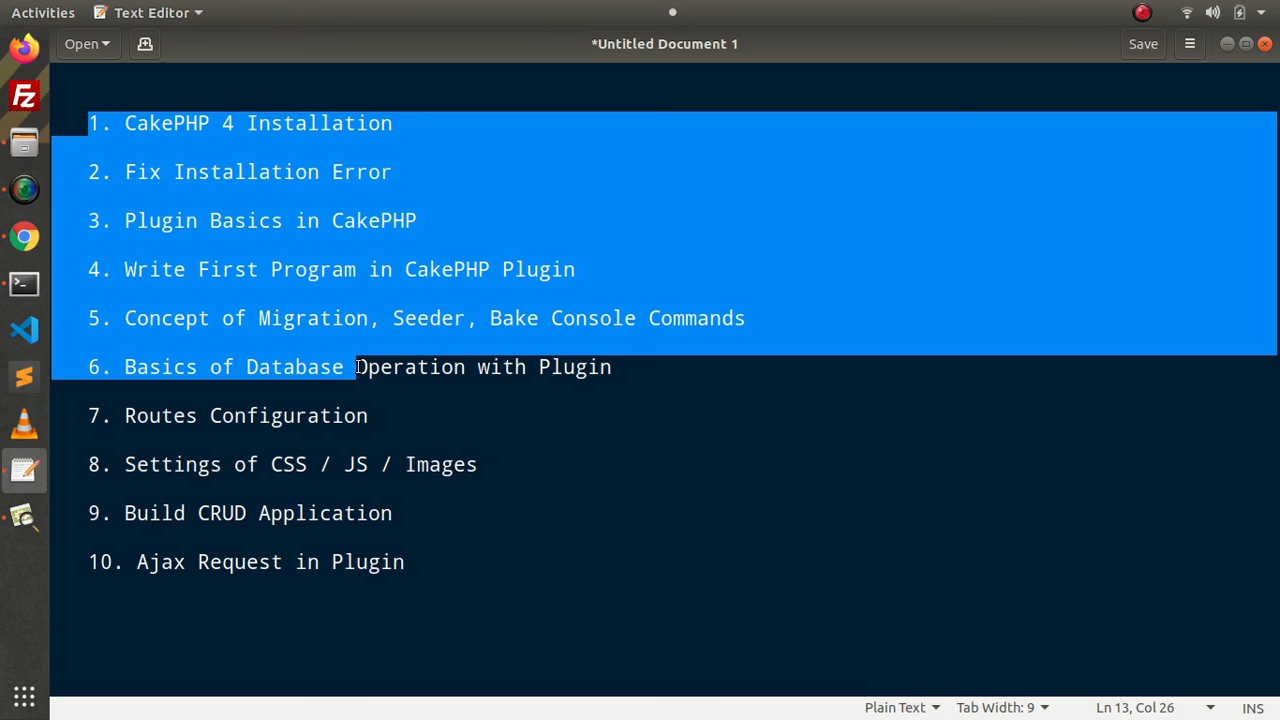 Activities Text Editor
Open *Untitled Document 1 Save
1. CakePHP 4 Installation
2. Fix Installation Error
3. Plugin Basics in CakePHP
4. Write First Program in CakePHP Plugin
5. Concept of Migration, Seeder, Bake Console Commands
6. Basics of Database Operation with Plugin
7. Routes Configuration
8. Settings of CSS / JS / Images
9. Build CRUD Application
10. Ajax Request in Plugin
Plain Text Tab Width: 9 Ln 13, Col 26 INS